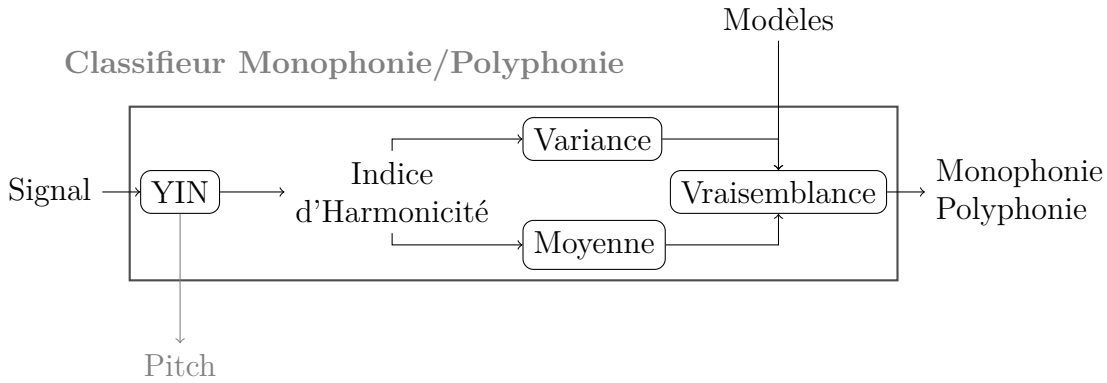 Modèles
Classifieur Monophonie/Polyphonie
Variance
Signal
YIN
Indice
d'Harmonicité
Vraisemblance
Monophonie
Polyphonie
Moyenne
Pitch